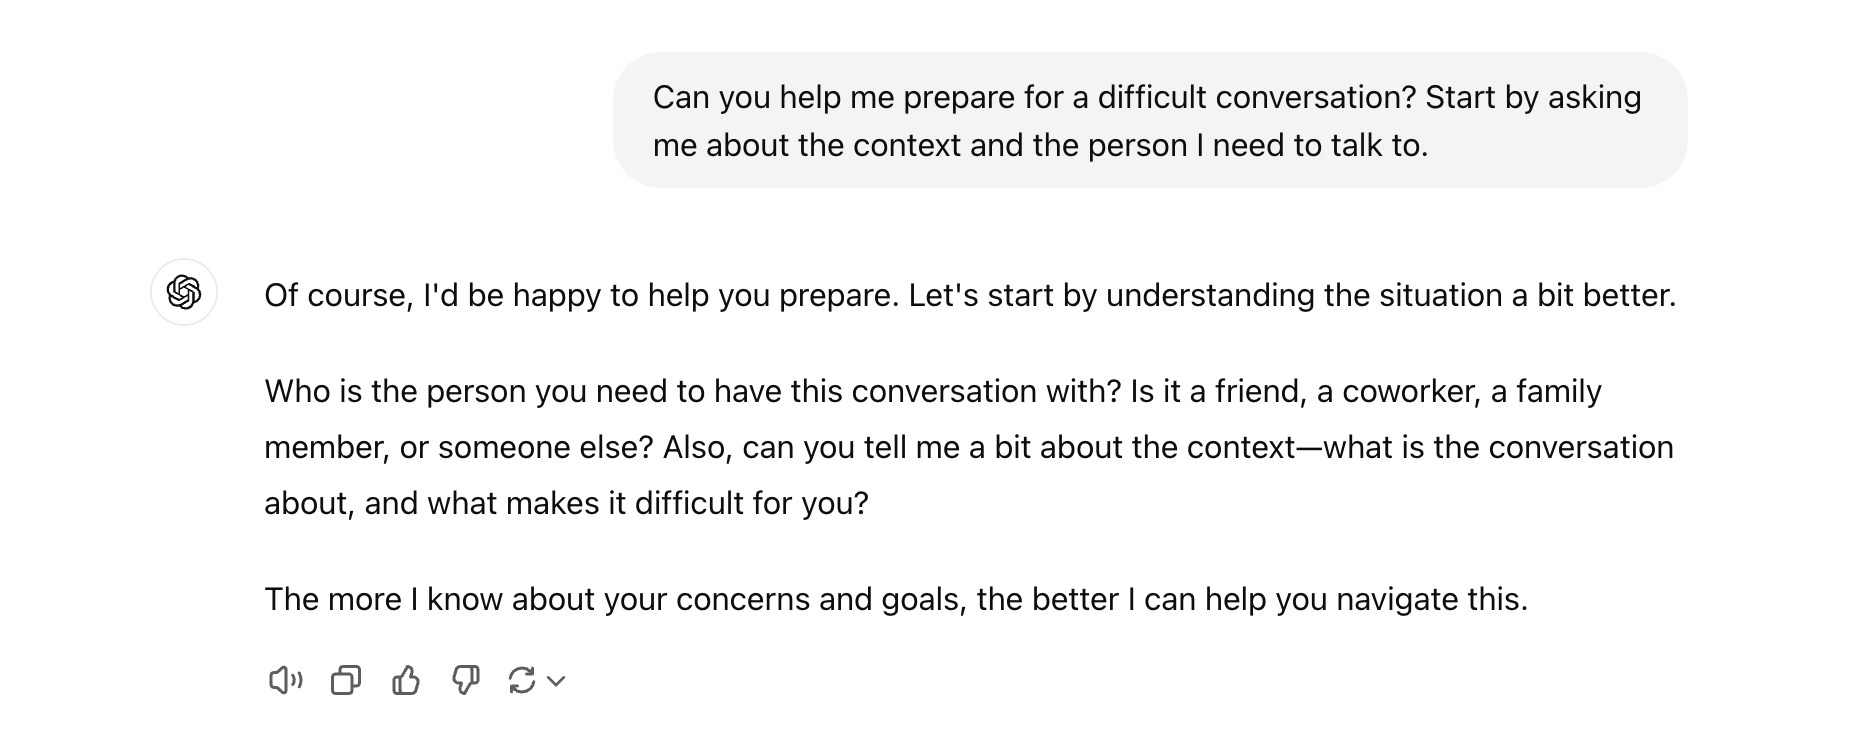 Can you help me prepare for a difficult conversation? Start by asking
me about the context and the person I need to talk to.
Of course, I'd be happy to help you prepare. Let's start by understanding the situation a bit better.
Who is the person you need to have this conversation with? Is it a friend, a coworker, a family
member, or someone else? Also, can you tell me a bit about the context—what is the conversation
about, and what makes it difficult for you?
The more I know about your concerns and goals, the better I can help you navigate this.